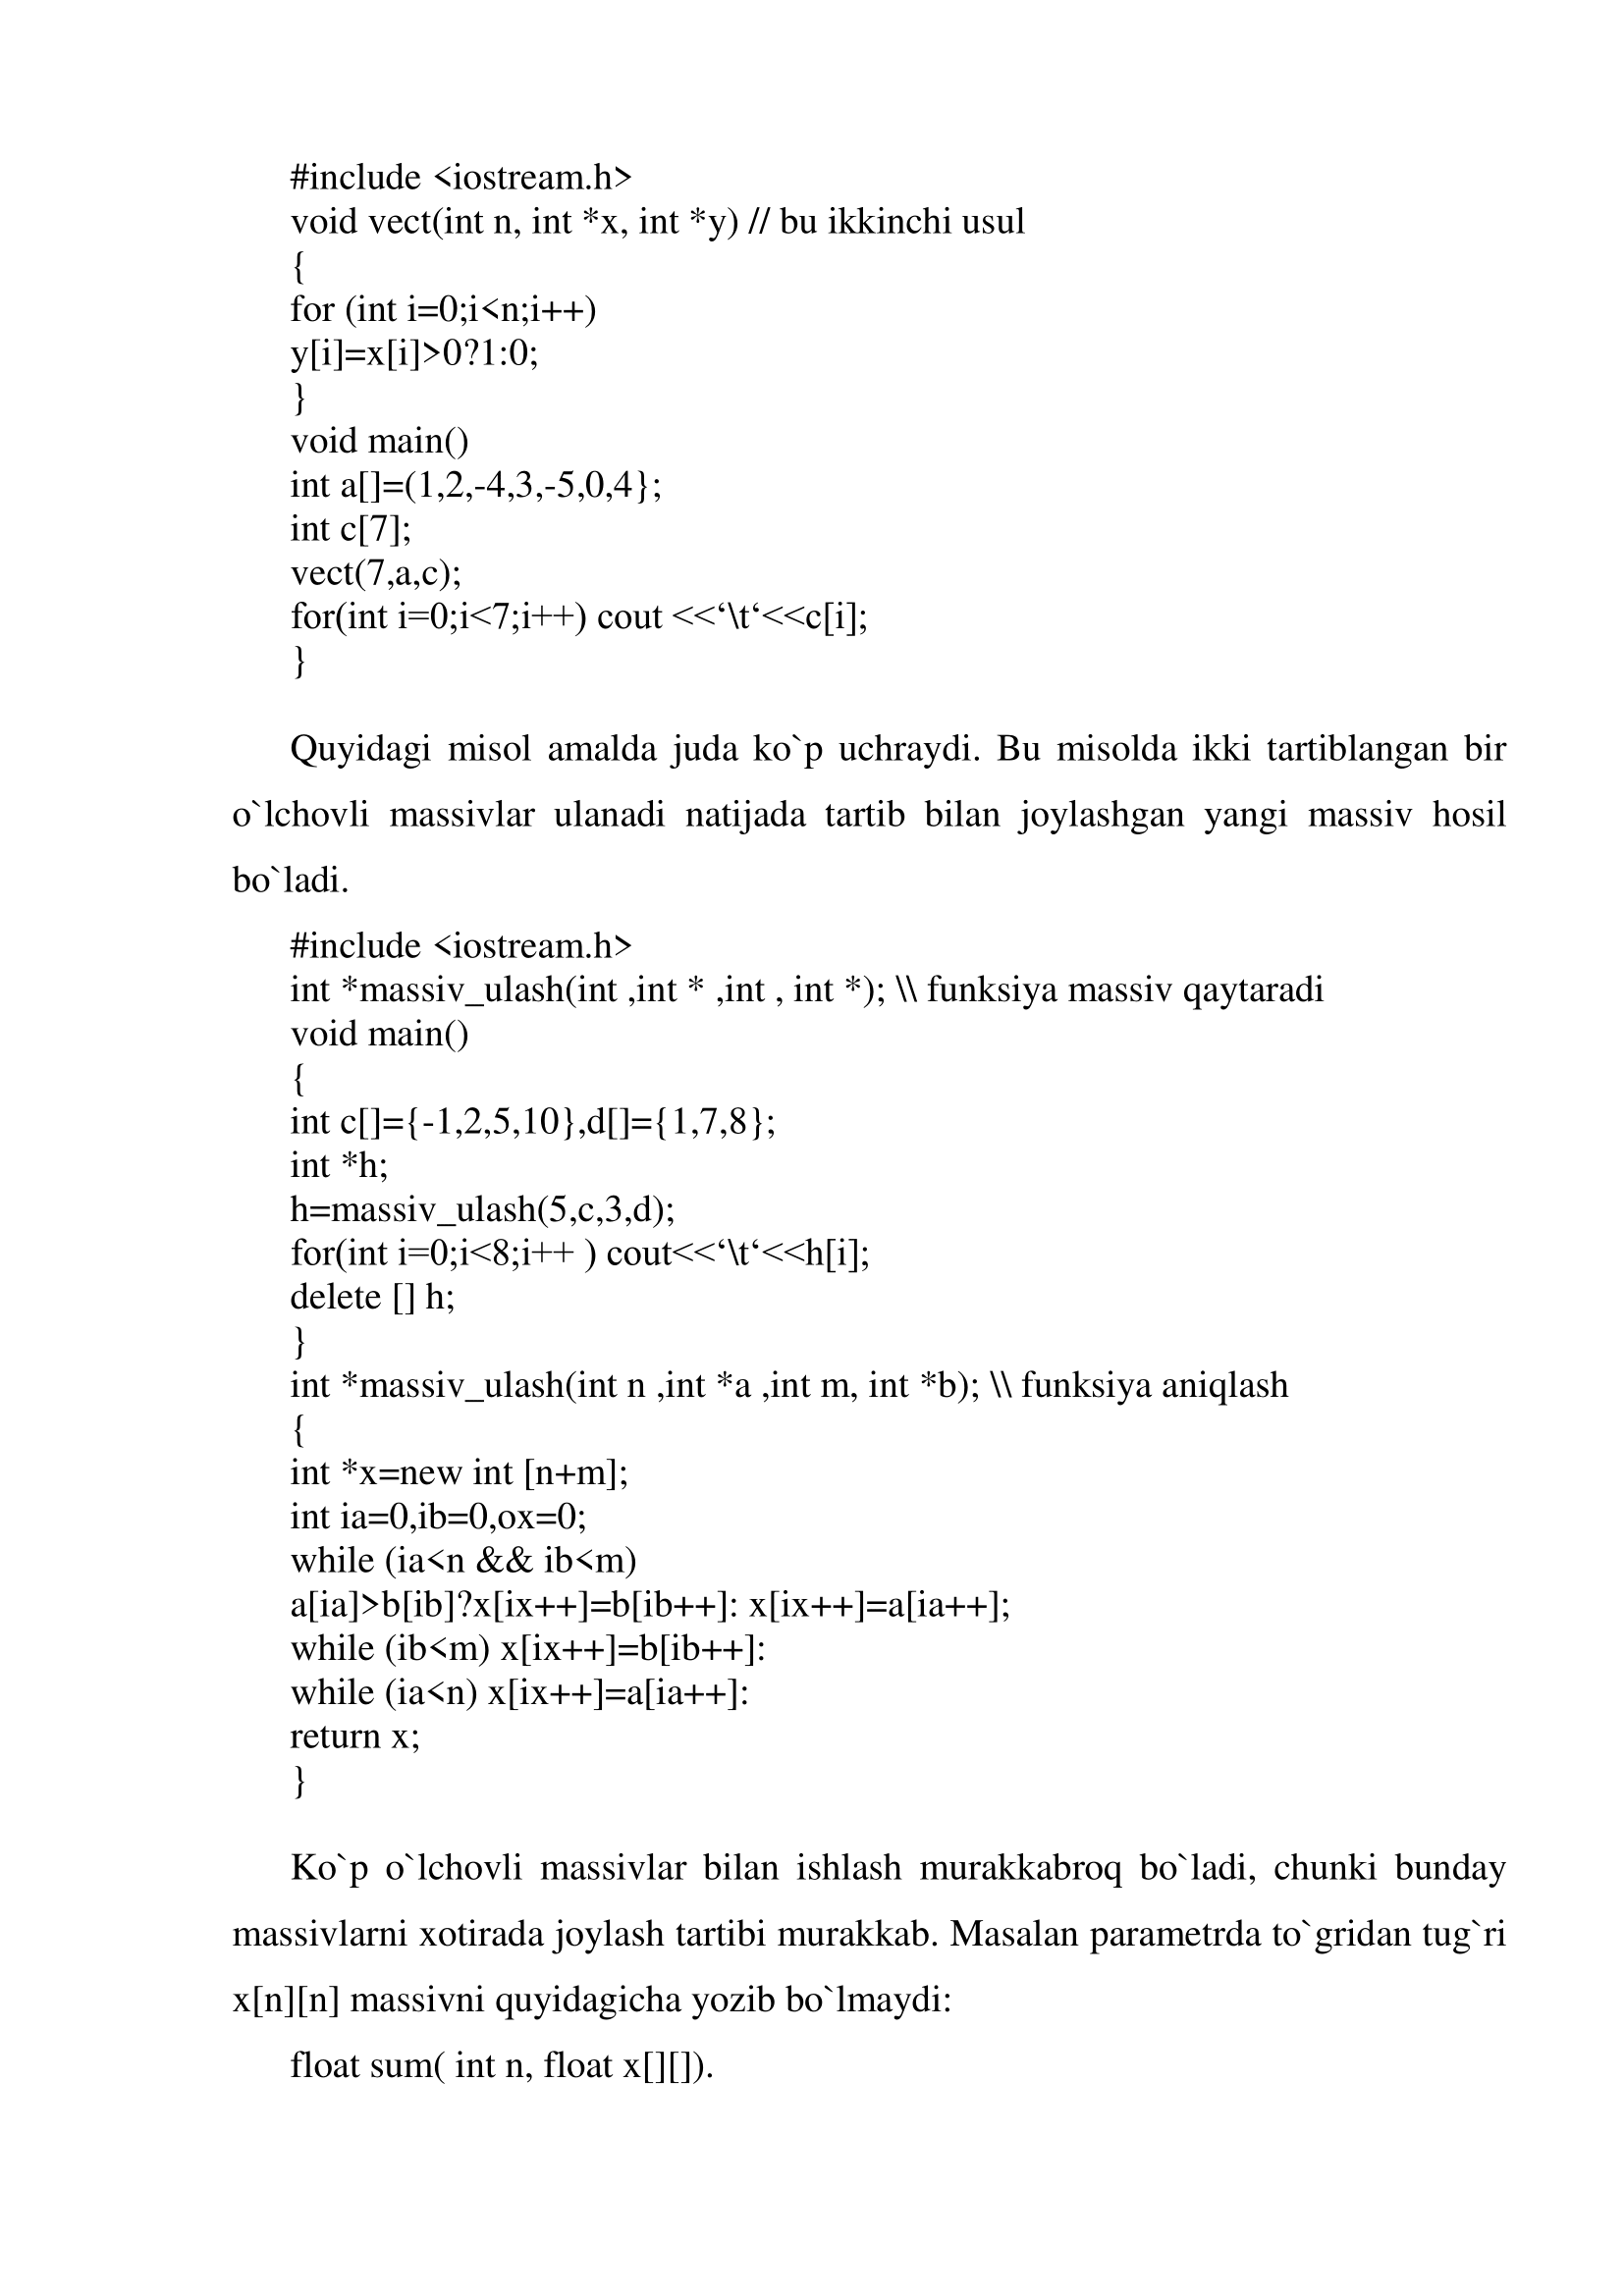 #include <iostream.h>
void vect(int n, int *x, int *y) // bu ikkinchi usul
{
for (int i=0;i<n;i++)
y[i]=x[i]>0?1:0;
}
void main()
int a[]=(1,2,-4,3,-5,0,4};
int c[7];
vect(7,a,c);
for(int i=0;i<7;i++) cout <<‘\t‘<<c[i];
}
Quyidagi misol amalda juda ko`p uchraydi. Bu misolda ikki tartiblangan bir
o`lchovli massivlar ulanadi natijada tartib bilan joylashgan yangi massiv hosil
bo`ladi.
#include <iostream.h>
int *massiv_ulash(int ,int * ,int , int *); \\ funksiya massiv qaytaradi
void main()
{
int c[]={-1,2,5,10},d[]={1,7,8};
int *h;
h=massiv_ulash(5,c,3,d);
for(int i=0;i<8;i++ ) cout<<‘\t‘<<h[i];
delete [] h;
}
int *massiv_ulash(int n ,int *a ,int m, int *b); \\ funksiya aniqlash
{
int *x=new int [n+m];
int ia=0,ib=0,ox=0;
while (ia<n && ib<m)
a[ia]>b[ib]?x[ix++]=b[ib++]: x[ix++]=a[ia++];
while (ib<m) x[ix++]=b[ib++]:
while (ia<n) x[ix++]=a[ia++]:
return x;
}
Ko`p o`lchovli massivlar bilan ishlash murakkabroq bo`ladi, chunki bunday
massivlarni xotirada joylash tartibi murakkab. Masalan parametrda to`gridan tug`ri
x[n][n] massivni quyidagicha yozib bo`lmaydi:
float sum( int n, float x[][]).